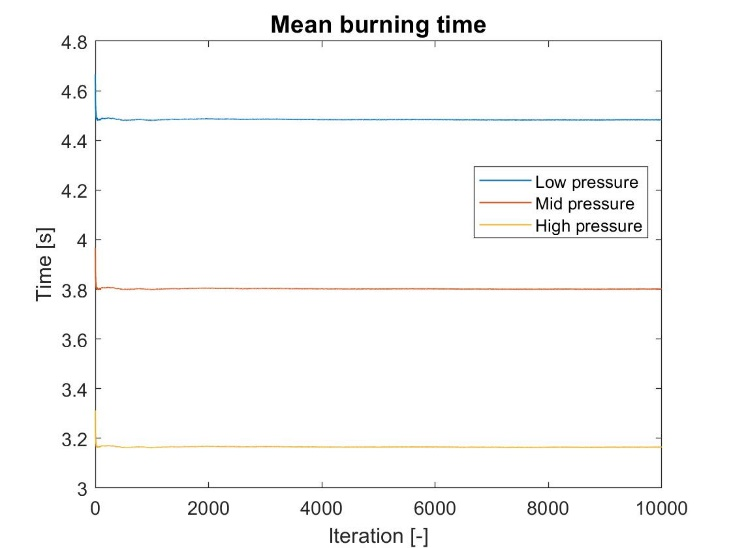 Mean burning time
4.8
4.6
4.4
4.2
4
3.8
3.6
3.4
3.2
3
Time [s]
Low pressure
Mid pressure
High pressure
0 2000 4000 6000 8000 10000
Iteration [-]